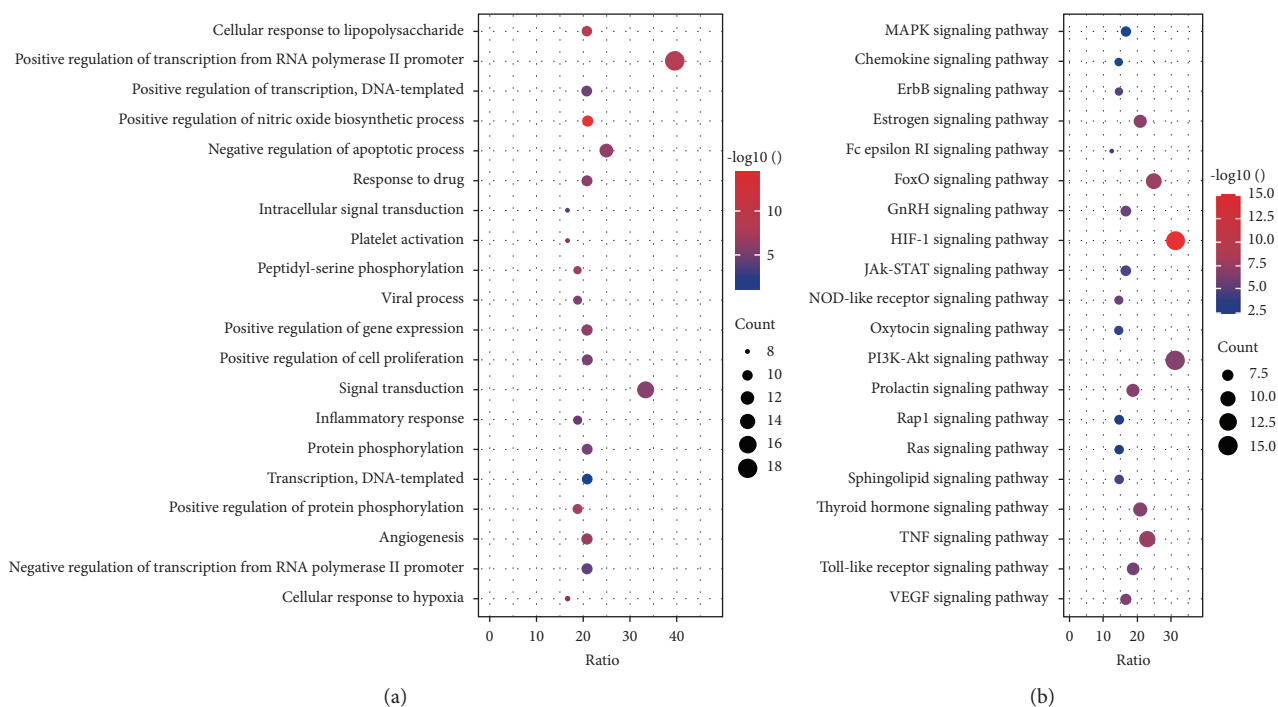 Cellular response to lipopolysaccharide
Positive regulation of transcription from RNA polymerase II promoter
Positive regulation of transcription, DNA-templated
Positive regulation of nitric oxide biosynthetic process
Negative regulation of apoptotic process
Response to drug
Intracellular signal transduction
Platelet activation
Peptidyl-serine phosphorylation
Viral process
Positive regulation of gene expression
Positive regulation of cell proliferation
Signal transduction
Inflammatory response
Protein phosphorylation
Transcription, DNA-templated
Positive regulation of protein phosphorylation
Angiogenesis
Negative regulation of transcription from RNA polymerase II promoter
Cellular response to hypoxia
0 10 20 30 40
Ratio
-log10 ()
10
5
Count
8
10
12
14
16
18
(a)
MAPK signaling pathway
Chemokine signaling pathway
ErbB signaling pathway
Estrogen signaling pathway
Fc epsilon RI signaling pathway
FoxO signaling pathway
GnRH signaling pathway
HIF-1 signaling pathway
JAk-STAT signaling pathway
NOD-like receptor signaling pathway
Oxytocin signaling pathway
PI3K-Akt signaling pathway
Prolactin signaling pathway
Rap1 signaling pathway
Ras signaling pathway
Sphingolipid signaling pathway
Thyroid hormone signaling pathway
TNF signaling pathway
Toll-like receptor signaling pathway
VEGF signaling pathway
0 10 20 30
Ratio
-log10 ()
15.0
12.5
10.0
7.5
5.0
2.5
Count
7.5
10.0
12.5
15.0
(b)